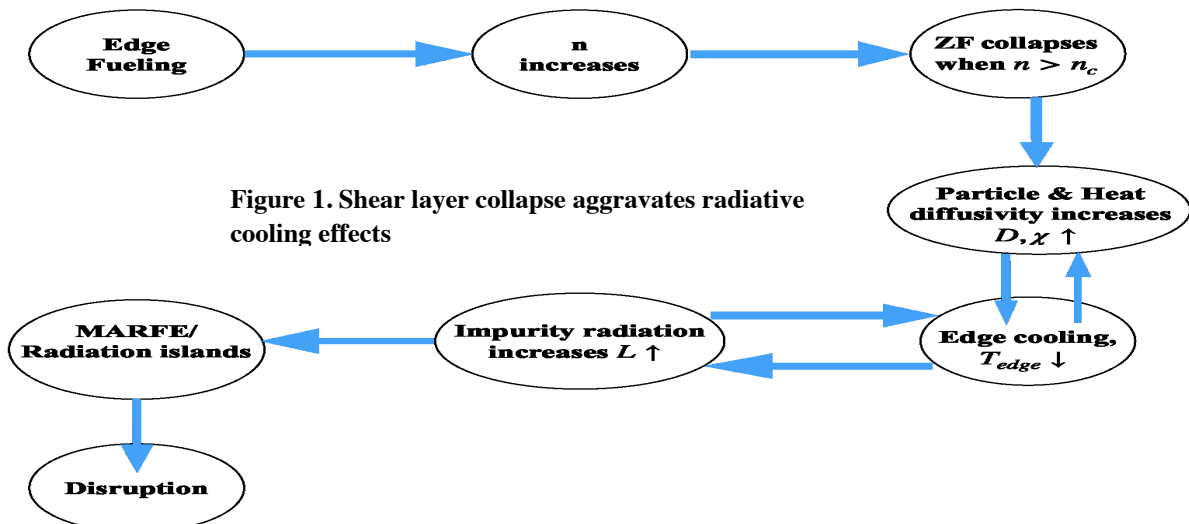 Edge
Fueling
n
increases
ZF collapses
when n > n_c
Particle & Heat
diffusivity increases
D, χ ↑
Figure 1. Shear layer collapse aggravates radiative
cooling effects
MARFE/
Radiation islands
Impurity radiation
increases L ↑
Edge cooling,
T_edge ↓
Disruption